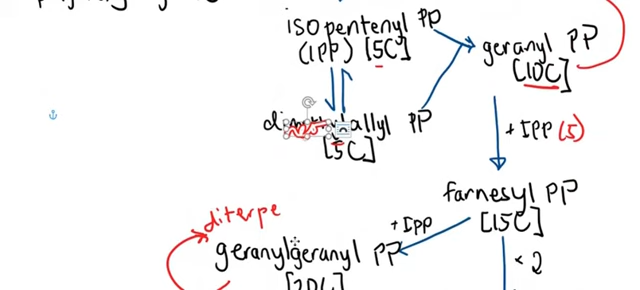 isopentenyl PP
(IPP) [5C]
geranyl PP
[10C]
allyl PP
[5C]
+ IPP (5)
farnesyl PP
[15C]
diterpe
+ IPP
geranylgeranyl PP
[20C]
× 2